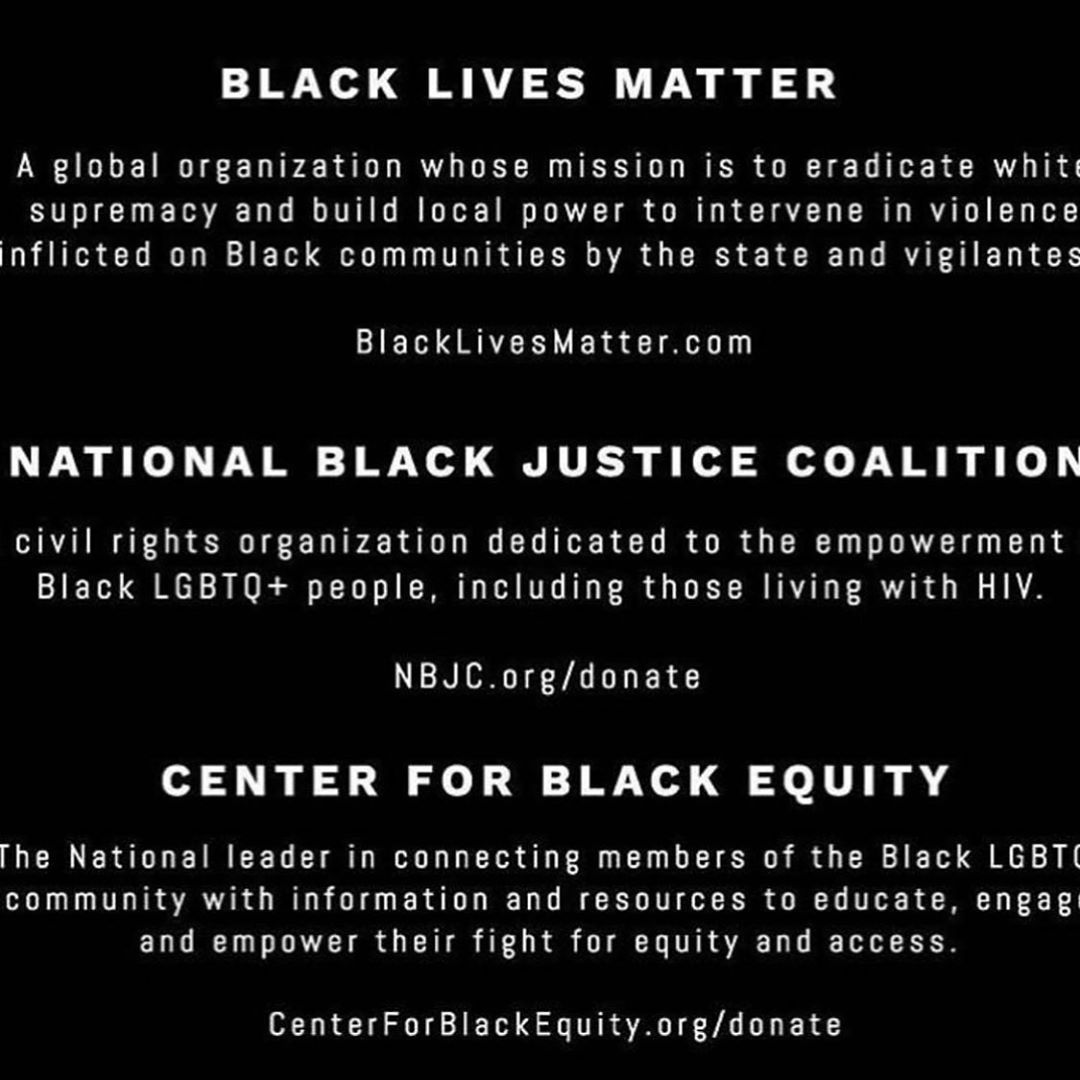 BLACK LIVES MATTER
A global organization whose mission is to eradicate white
supremacy and build local power to intervene in violence
inflicted on Black communities by the state and vigilantes
BlackLivesMatter.com
NATIONAL BLACK JUSTICE COALITION
civil rights organization dedicated to the empowerment
Black LGBTQ+ people, including those living with HIV.
NBJC.org/donate
CENTER FOR BLACK EQUITY
The National leader in connecting members of the Black LGBTQ
community with information and resources to educate, engage
and empower their fight for equity and access.
CenterForBlackEquity.org/donate